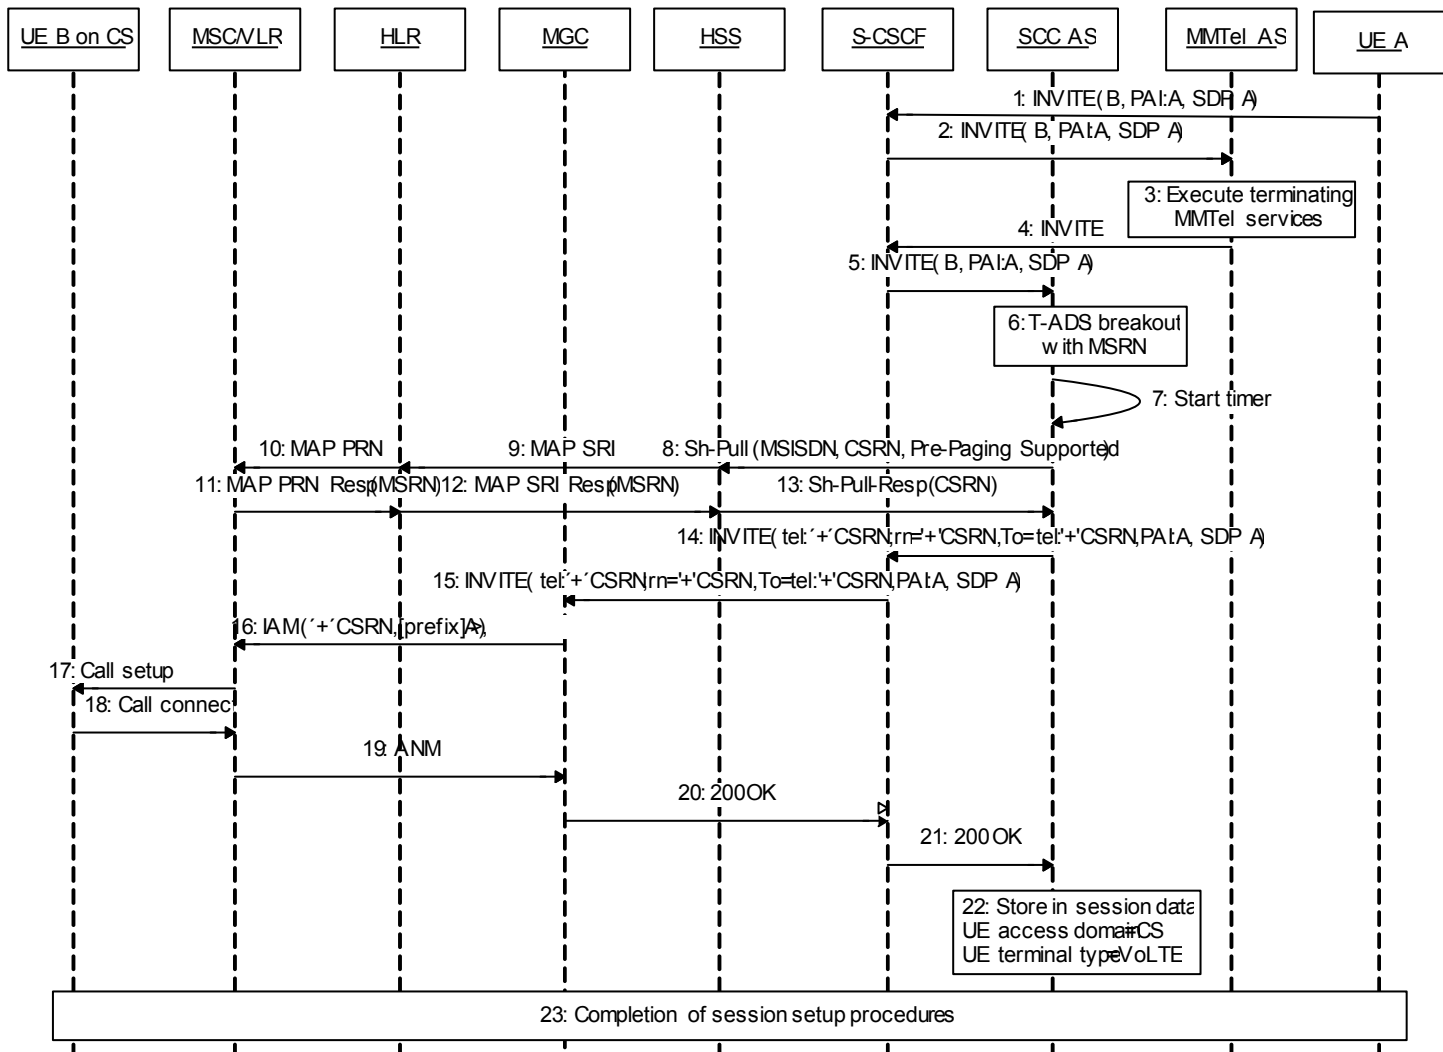 UE B on CS
MSC/VLR
HLR
MGC
HSS
S-CSCF
SCC AS
MMTel AS
UE A
1: INVITE( B, PAI:A, SDP A)
2: INVITE( B, PAI:A, SDP A)
3: Execute terminating
MMTel services
4: INVITE
5: INVITE( B, PAI:A, SDP A)
6: T-ADS breakout
with MSRN
7: Start timer
10: MAP PRN
9: MAP SRI
8: Sh-Pull (MSISDN, CSRN, Pre-Paging Supported)
11: MAP PRN Resp(MSRN)
12: MAP SRI Resp(MSRN)
13: Sh-Pull-Resp(CSRN)
14: INVITE( tel:´+´CSRN;rn='+'CSRN,To=tel:'+'CSRN,PAI:A, SDP A)
15: INVITE( tel:'+´CSRN;rn='+'CSRN,To=tel:'+'CSRN,PAI:A, SDP A)
16: IAM(´+´CSRN,[prefix]A>,
17: Call setup
18: Call connec
19: ANM
20: 200 OK
21: 200 OK
22: Store in session data
UE access domain=CS
UE terminal type=VoLTE
23: Completion of session setup procedures